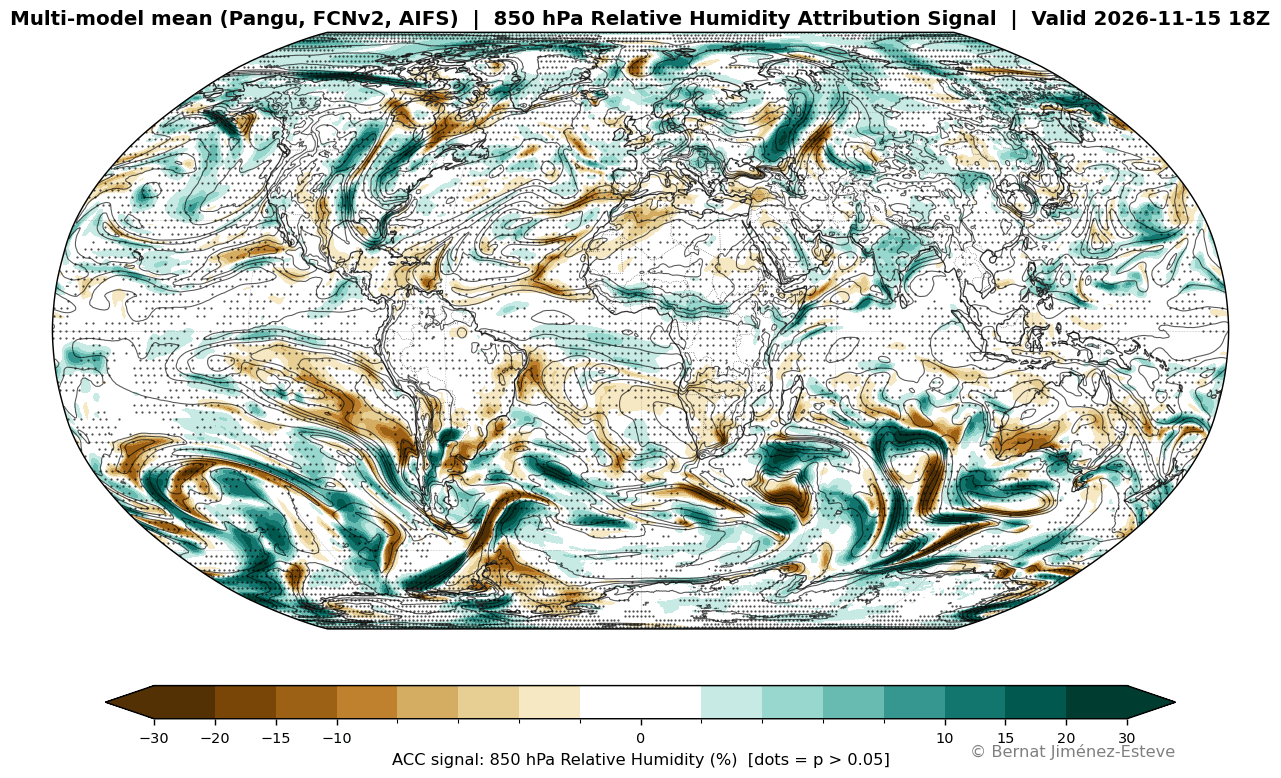 Multi-model mean (Pangu, FCNv2, AIFS)  |  850 hPa Relative Humidity Attribution Signal  |  Valid 2026-11-15 18Z
−30 −20 −15 −10 0 10 15 20 30
ACC signal: 850 hPa Relative Humidity (%)  [dots = p > 0.05]
© Bernat Jiménez-Esteve